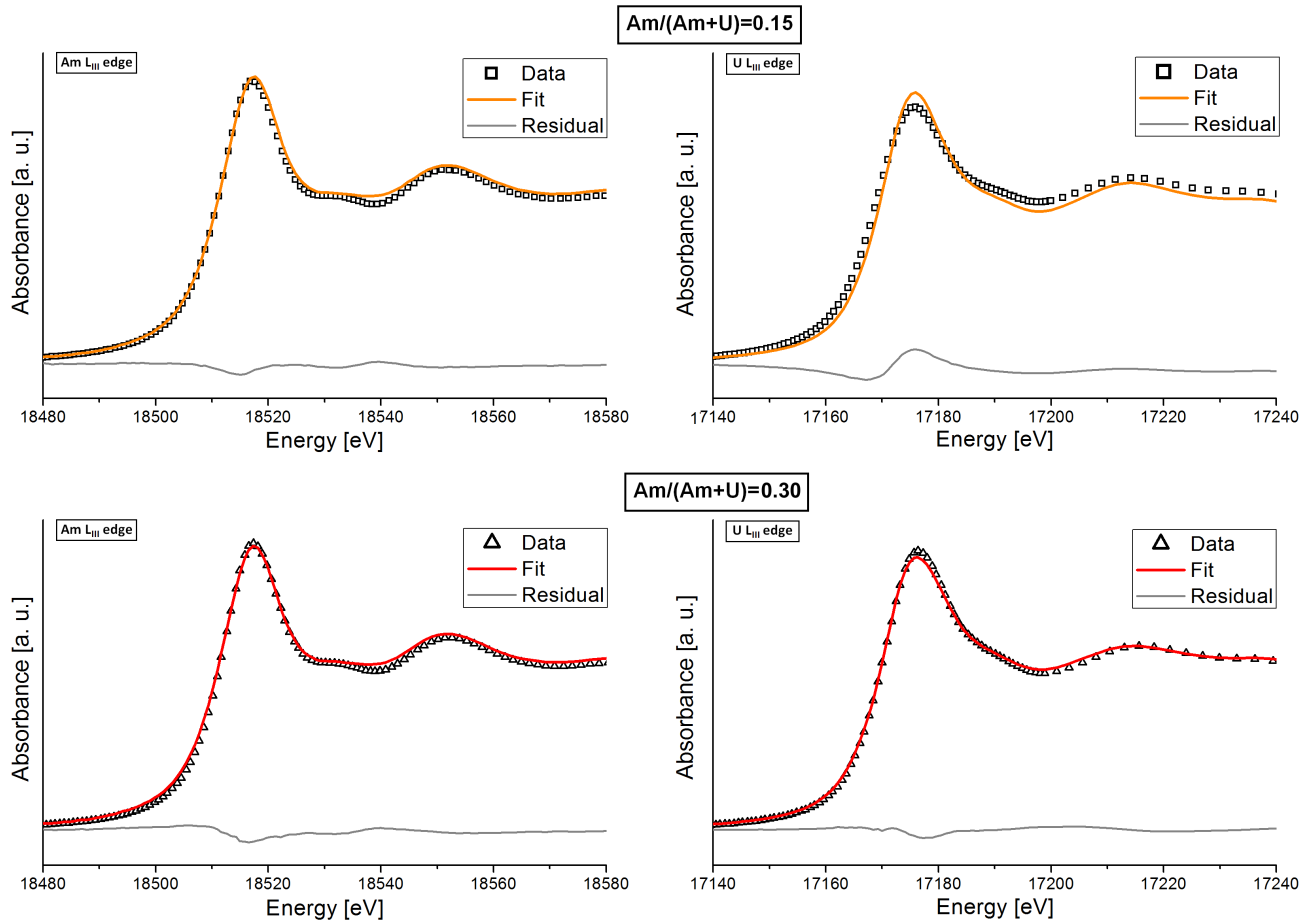 Am/(Am+U)=0.15
Am LIII edge
Data
Fit
Residual
Absorbance [a. u.]
18480 18500 18520 18540 18560 18580
Energy [eV]
U LIII edge
Data
Fit
Residual
Absorbance [a. u.]
17140 17160 17180 17200 17220 17240
Energy [eV]
Am/(Am+U)=0.30
Am LIII edge
Data
Fit
Residual
Absorbance [a. u.]
18480 18500 18520 18540 18560 18580
Energy [eV]
U LIII edge
Data
Fit
Residual
Absorbance [a. u.]
17140 17160 17180 17200 17220 17240
Energy [eV]